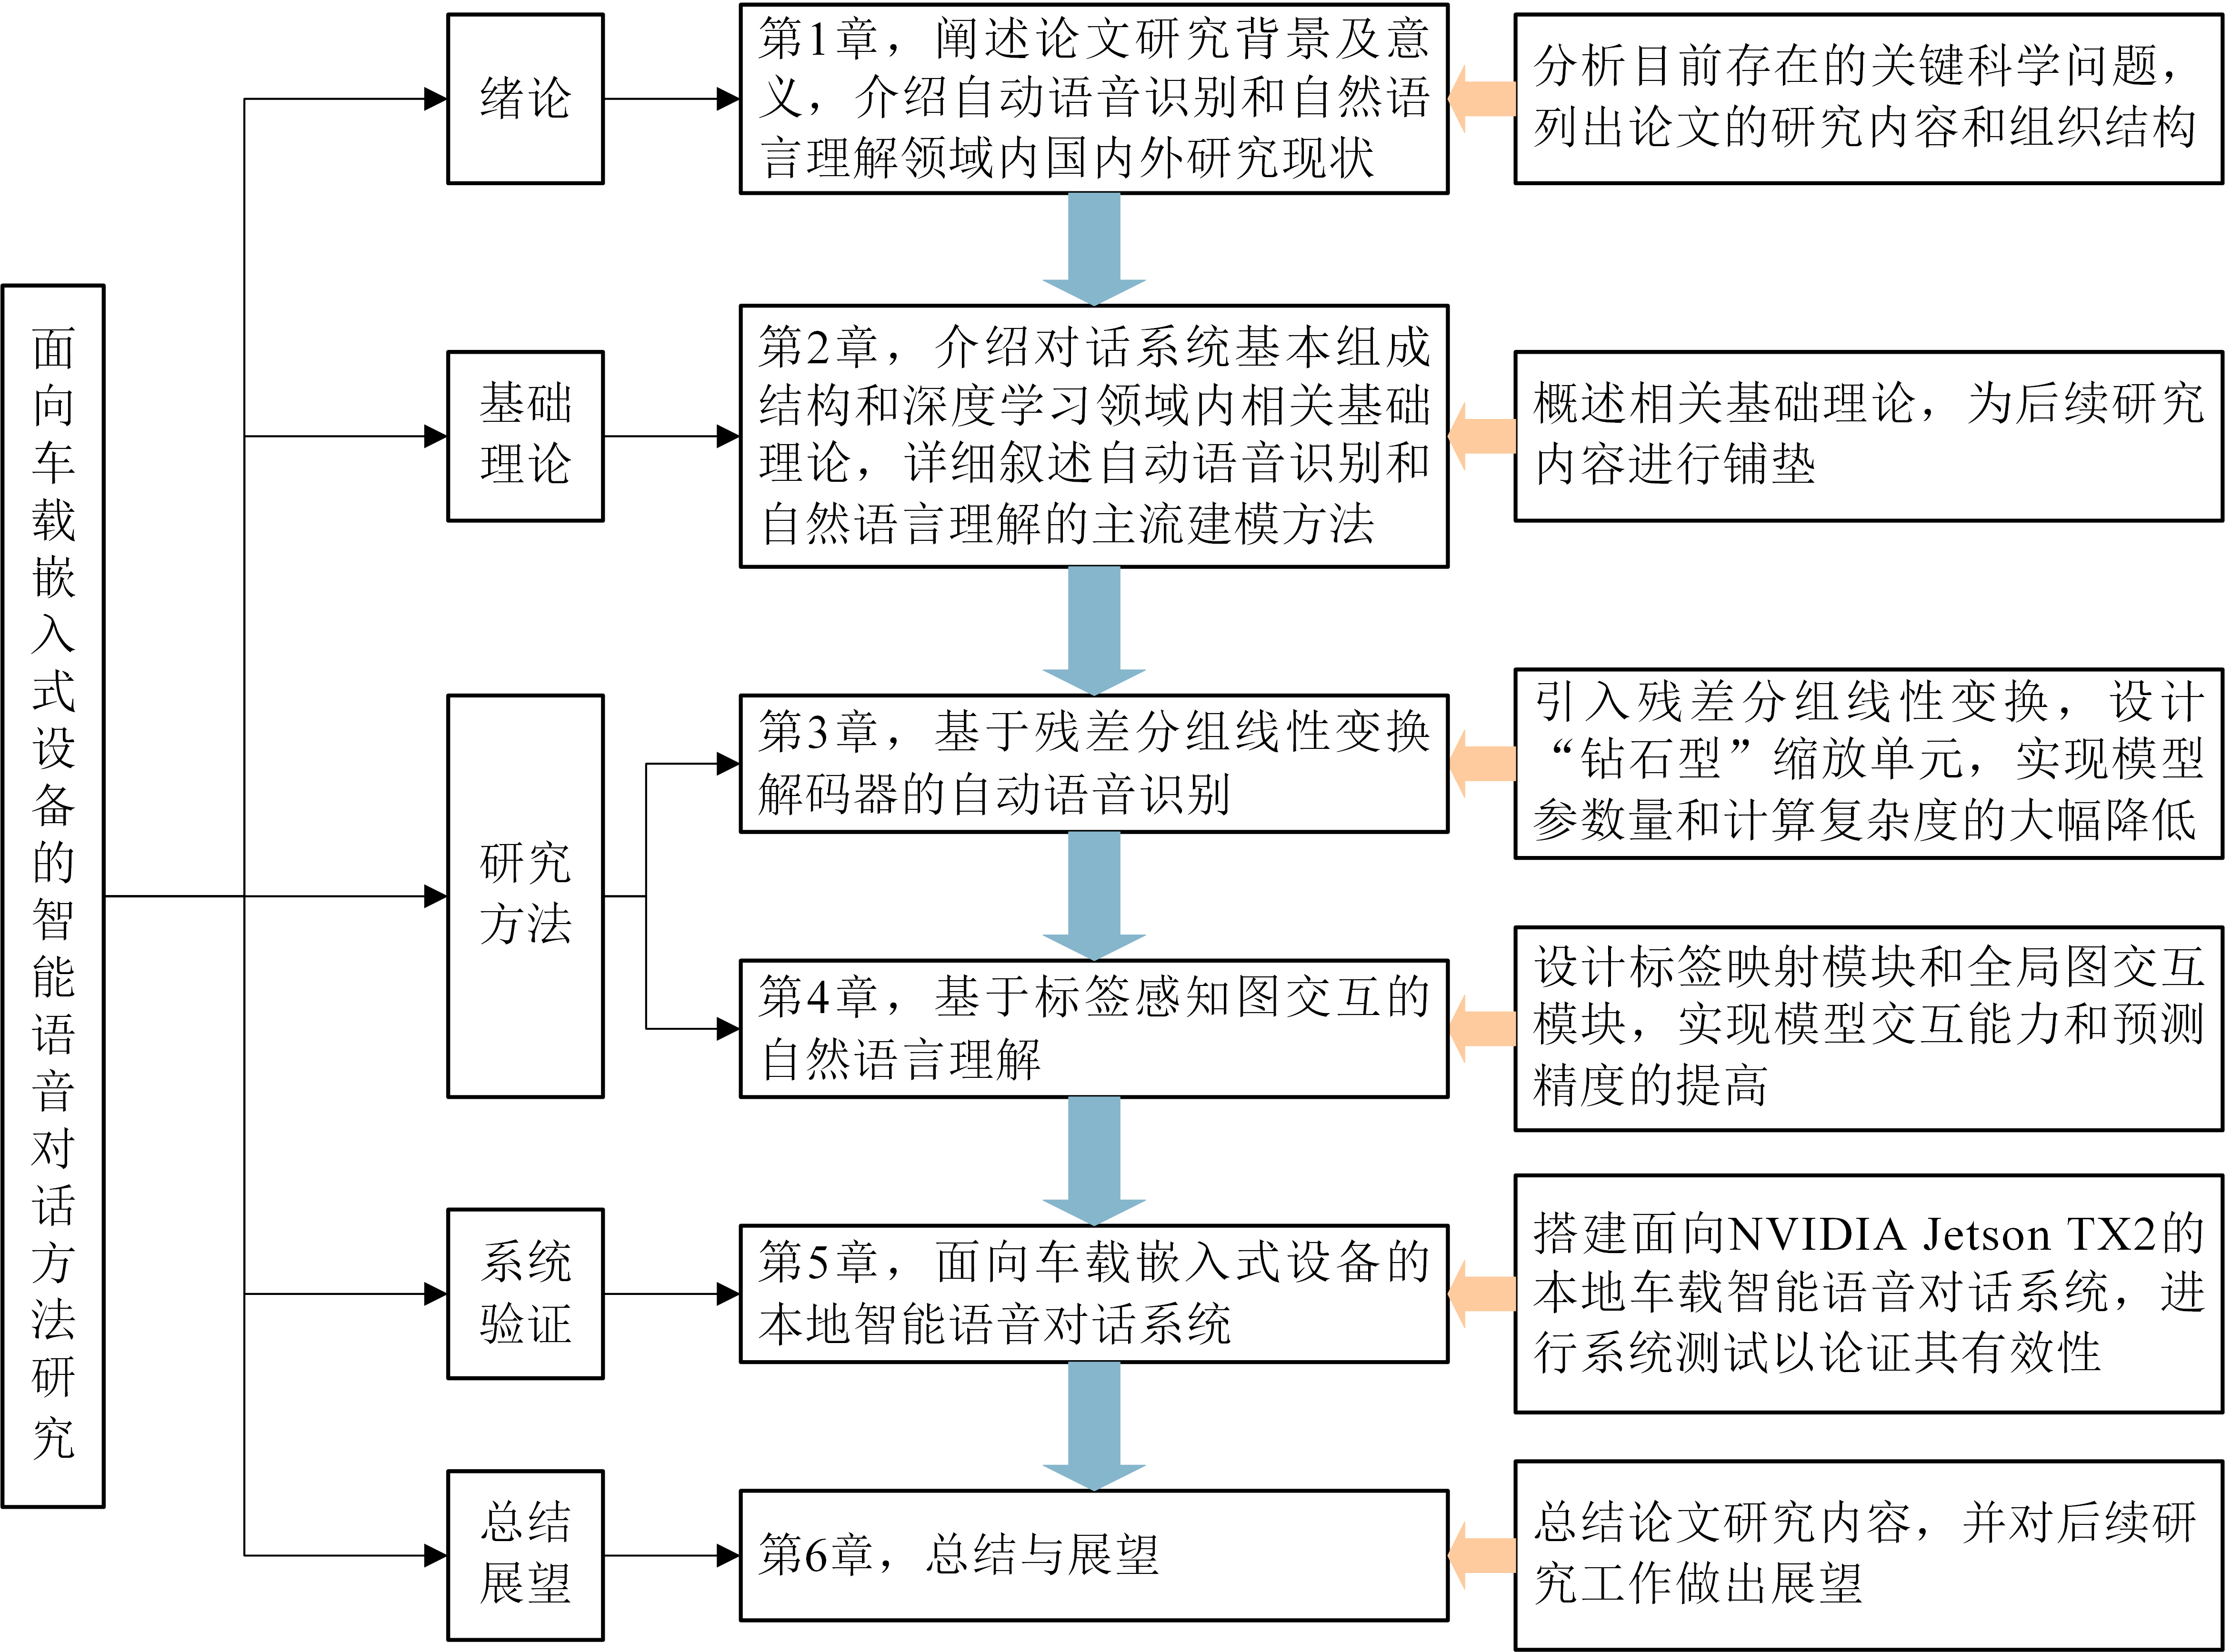 面向车载嵌入式设备的智能语音对话方法研究
绪论
第1章，阐述论文研究背景及意
义，介绍自动语音识别和自然语
言理解领域内国内外研究现状
分析目前存在的关键科学问题，
列出论文的研究内容和组织结构
基础
理论
第2章，介绍对话系统基本组成
结构和深度学习领域内相关基础
理论，详细叙述自动语音识别和
自然语言理解的主流建模方法
概述相关基础理论，为后续研究
内容进行铺垫
研究
方法
第3章，基于残差分组线性变换
解码器的自动语音识别
引入残差分组线性变换，设计
“钻石型”缩放单元，实现模型
参数量和计算复杂度的大幅降低
第4章，基于标签感知图交互的
自然语言理解
设计标签映射模块和全局图交互
模块，实现模型交互能力和预测
精度的提高
系统
验证
第5章，面向车载嵌入式设备的
本地智能语音对话系统
搭建面向NVIDIA Jetson TX2的
本地车载智能语音对话系统，进
行系统测试以论证其有效性
总结
展望
第6章，总结与展望
总结论文研究内容，并对后续研
究工作做出展望